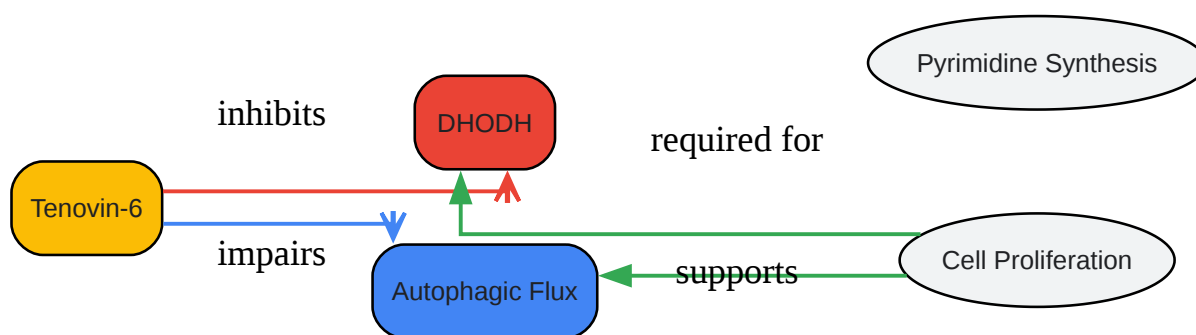 Pyrimidine Synthesis
inhibits
DHODH
required for
Tenovin-6
impairs
Cell Proliferation
supports
Autophagic Flux